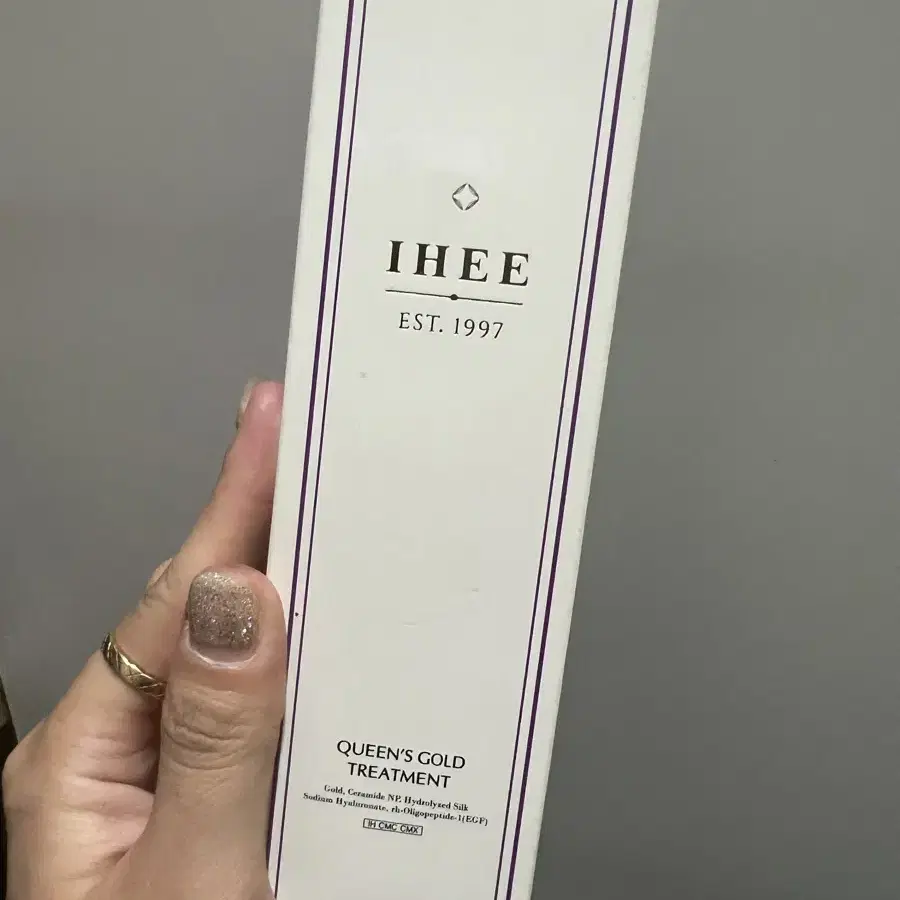 IHEE
EST. 1997
QUEEN'S GOLD
TREATMENT
Gold, Ceramide NP, Hydrolyzed Silk
Sodium Hyaluronate, rh-Oligopeptide-1(EGF)
IH CMC CMX